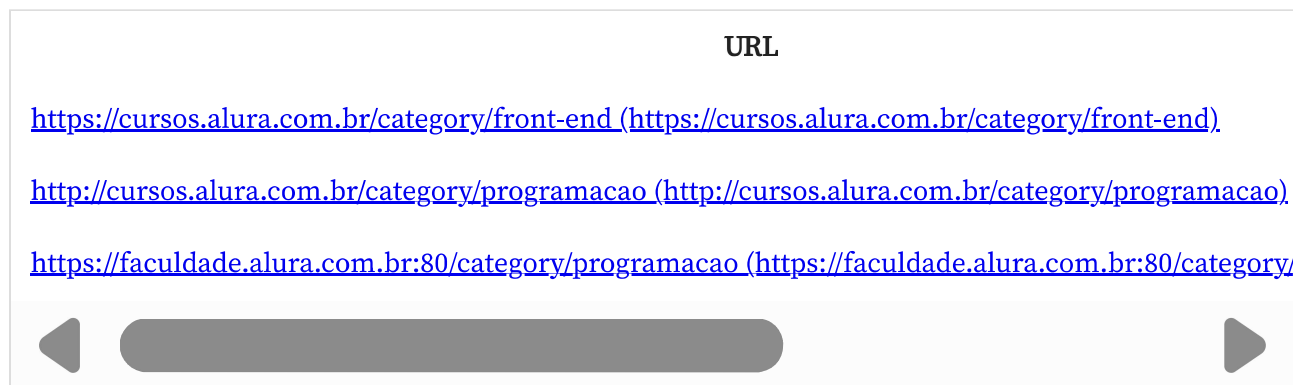 URL
https://cursos.alura.com.br/category/front-end (https://cursos.alura.com.br/category/front-end)
http://cursos.alura.com.br/category/programacao (http://cursos.alura.com.br/category/programacao)
https://faculdade.alura.com.br:80/category/programacao (https://faculdade.alura.com.br:80/category/